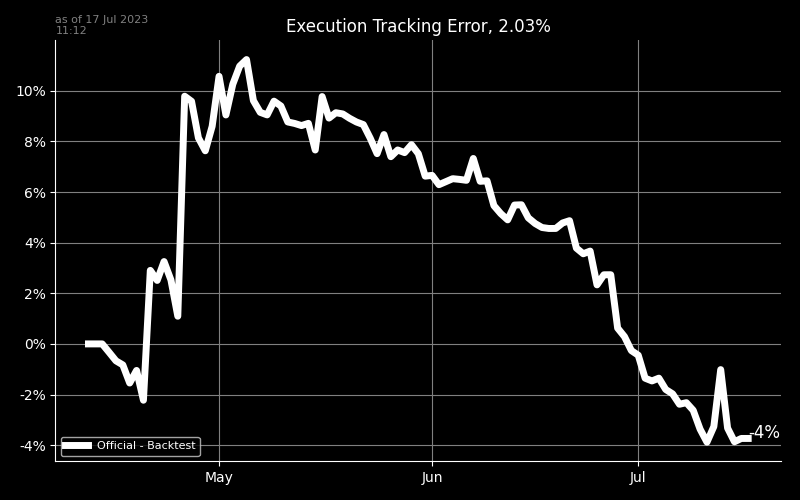 as of 17 Jul 2023
11:12
Execution Tracking Error, 2.03%
10%
8%
6%
4%
2%
0%
-2%
-4%
-4%
Official - Backtest
May
Jun
Jul